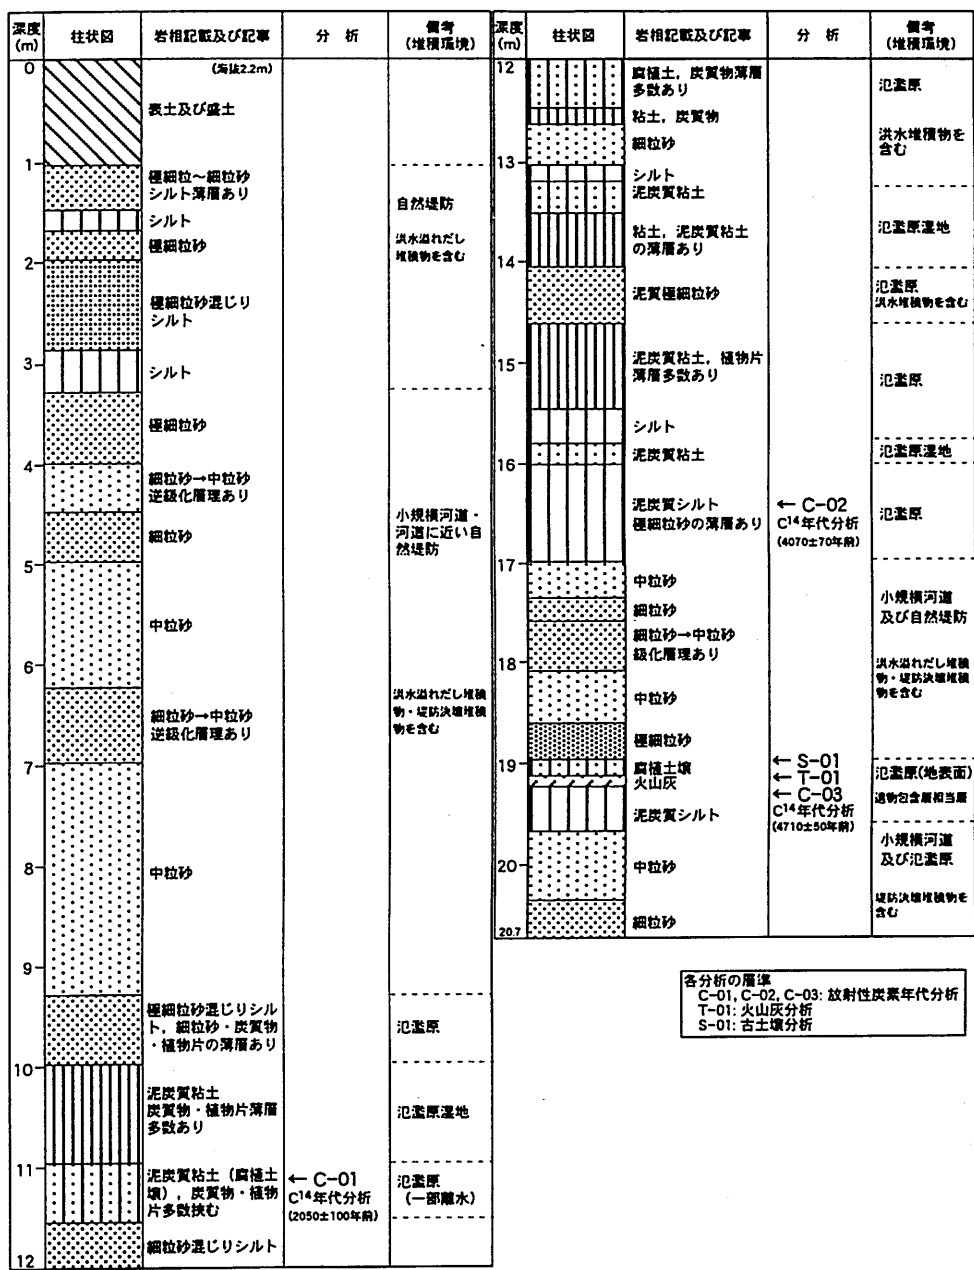 深度
(m)
柱状図
岩相記載及び記事
分 析
備考
(堆積環境)
0
(海抜2.2m)
表土及び盛土
1
極細粒～細粒砂
シルト薄層あり
自然堤防
シルト
洪水溢れだし
堆積物を含む
極細粒砂
2
極細粒砂混じり
シルト
3
シルト
極細粒砂
4
細粒砂→中粒砂
逆級化層理あり
小規模河道・
河道に近い自
然堤防
細粒砂
5
中粒砂
6
洪水溢れだし堆積
物・堤防決壊堆積
物を含む
細粒砂→中粒砂
逆級化層理あり
7
8
中粒砂
9
極細粒砂混じりシル
ト，細粒砂・炭質物
・植物片の薄層あり
氾濫原
10
泥炭質粘土
炭質物・植物片薄層
多数あり
氾濫原湿地
11
泥炭質粘土（腐植土
壌），炭質物・植物
片多数挟む
← C-01
C14年代分析
(2050±100年前)
氾濫原
(一部離水)
細粒砂混じりシルト
12
深度
(m)
柱状図
岩相記載及び記事
分 析
備考
(堆積環境)
12
腐植土，炭質物薄層
多数あり
氾濫原
粘土，炭質物
洪水堆積物を
含む
細粒砂
13
シルト
泥炭質粘土
粘土，泥炭質粘土
の薄層あり
氾濫原湿地
14
泥質極細粒砂
氾濫原
洪水堆積物を含む
15
泥炭質粘土，植物片
薄層多数あり
氾濫原
シルト
泥炭質粘土
氾濫原湿地
16
泥炭質シルト
極細粒砂の薄層あり
← C-02
C14年代分析
(4070±70年前)
氾濫原
17
中粒砂
小規模河道
及び自然堤防
細粒砂
細粒砂→中粒砂
級化層理あり
18
洪水溢れだし堆積
物・堤防決壊堆積
物を含む
中粒砂
極細粒砂
19
腐植土壌
← S-01
火山灰
← T-01
氾濫原(地表面)
← C-03
遺物包含層相当層
泥炭質シルト
C14年代分析
(4710±50年前)
20
中粒砂
小規模河道
及び氾濫原
堤防決壊堆積物を
含む
細粒砂
20.7
各分析の層準
C-01, C-02, C-03: 放射性炭素年代分析
T-01: 火山灰分析
S-01: 古土壌分析